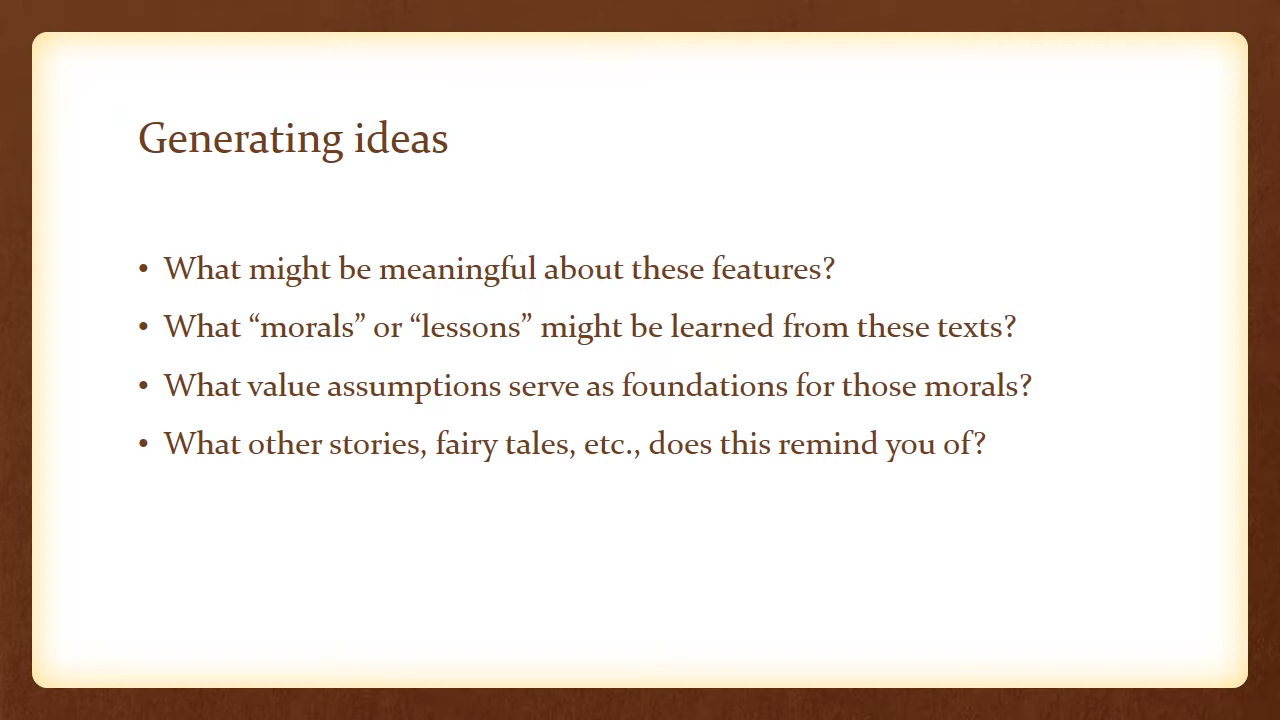 Generating ideas
• What might be meaningful about these features?
• What “morals” or “lessons” might be learned from these texts?
• What value assumptions serve as foundations for those morals?
• What other stories, fairy tales, etc., does this remind you of?